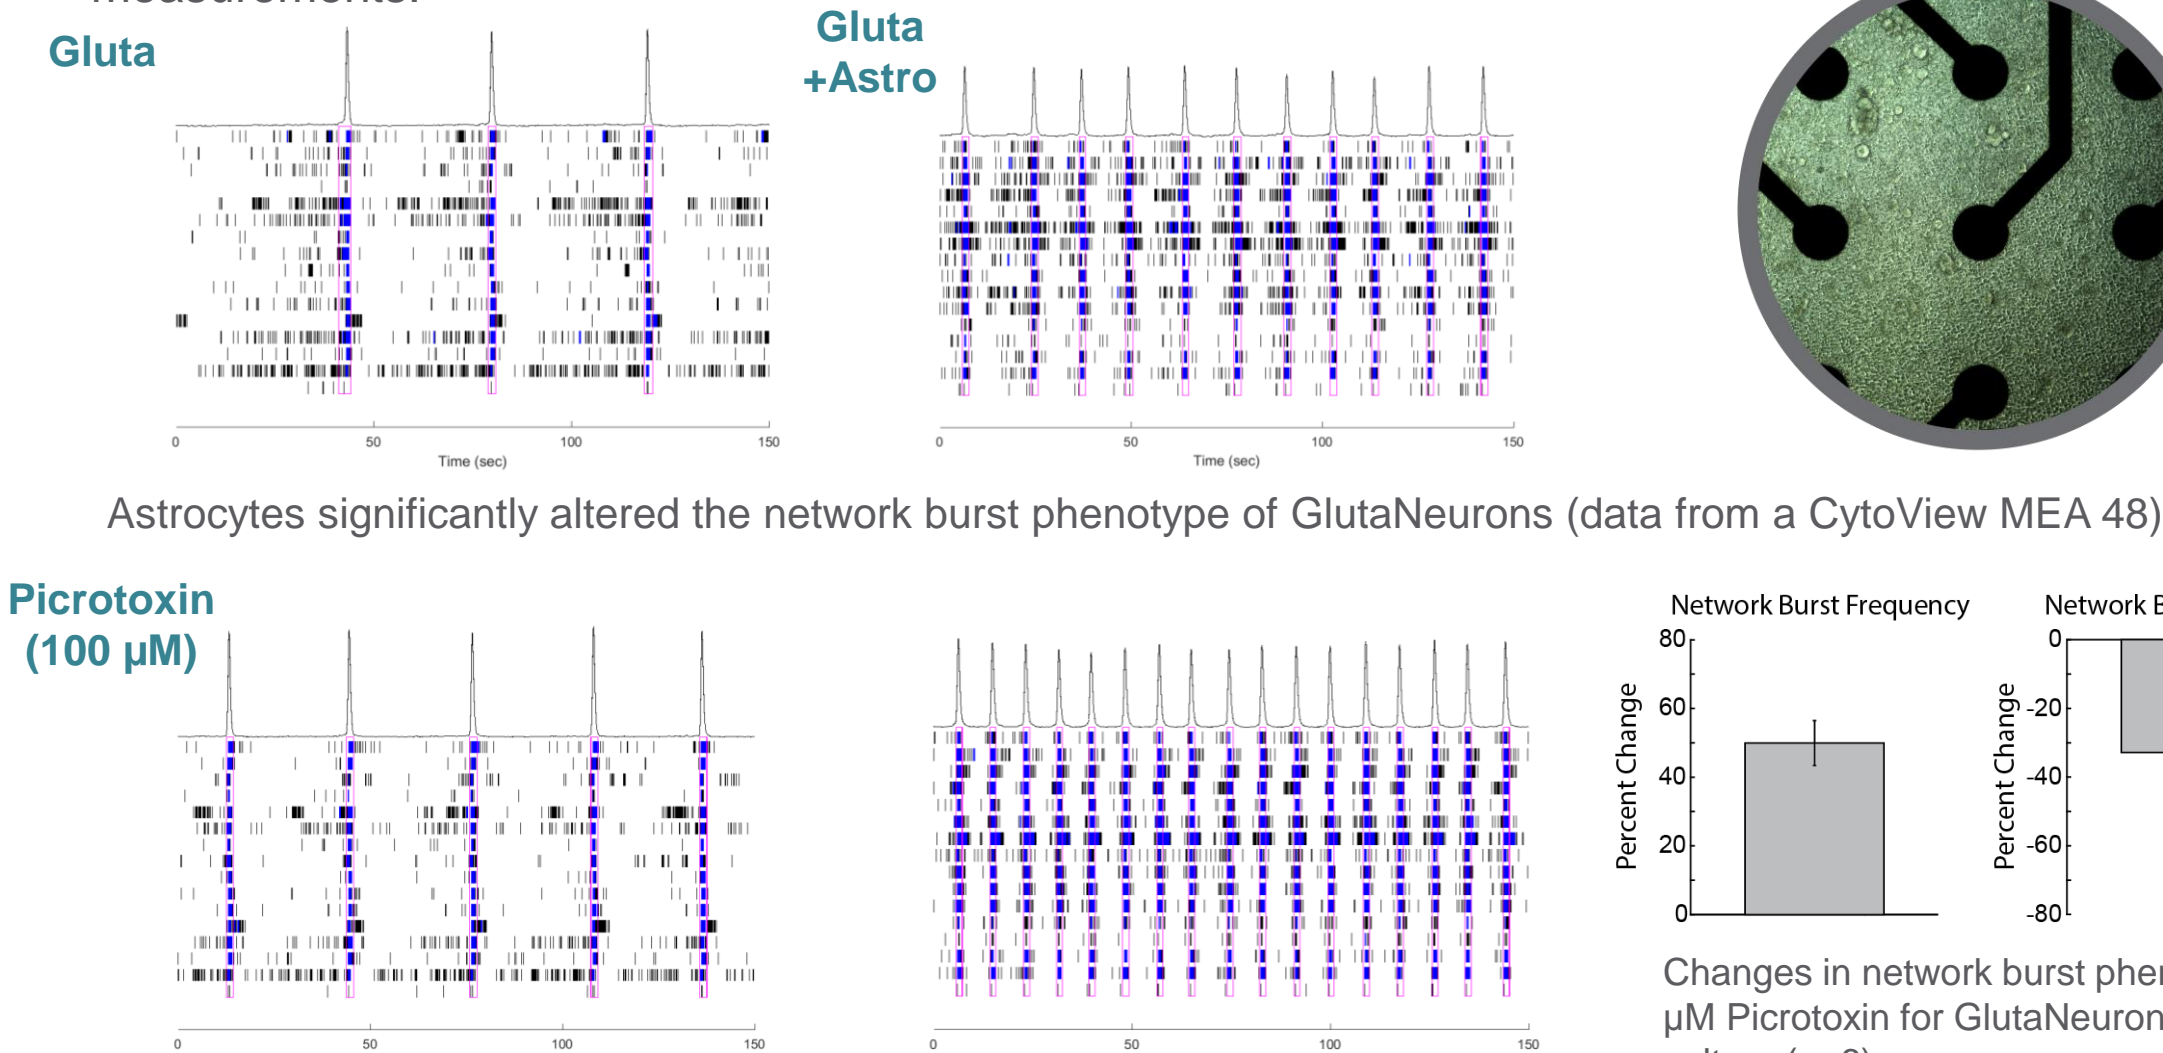 measurements.
Gluta
Gluta
+Astro
0 50 100 150
Time (sec)
0 50 100 150
Time (sec)
Astrocytes significantly altered the network burst phenotype of GlutaNeurons (data from a CytoView MEA 48)
Picrotoxin
(100 µM)
0 50 100 150
0 50 100 150
Network Burst Frequency
Percent Change
80
60
40
20
0
Network B
Percent Change
0
-20
-40
-60
-80
Changes in network burst phe
µM Picrotoxin for GlutaNeuron